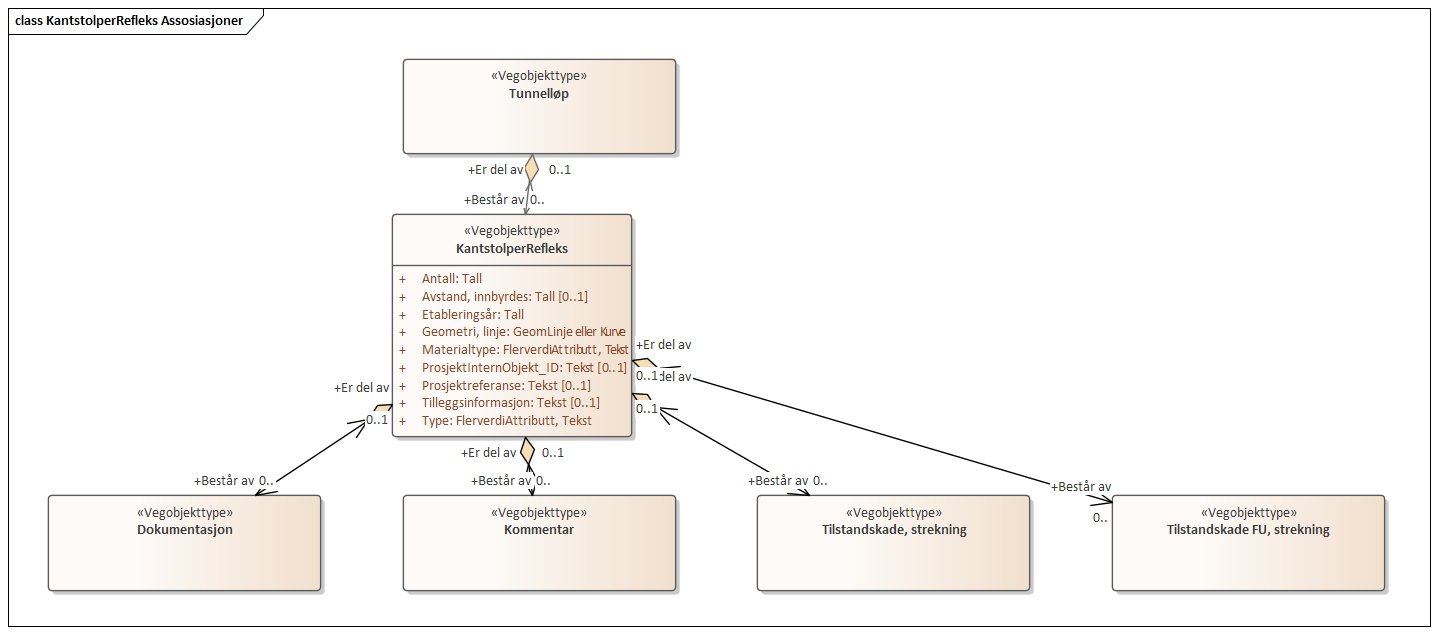 class KantstolperRefleks Assosiasjoner
«Vegobjekttype»
Tunnelløp
+Er del av
0..1
+Består av
0..
«Vegobjekttype»
KantstolperRefleks
+ Antall: Tall
+ Avstand, innbyrdes: Tall [0..1]
+ Etableringsår: Tall
+ Geometri, linje: GeomLinje eller Kurve
+ Materialtype: FlerverdiAttributt, Tekst
+ ProsjektInternObjekt_ID: Tekst [0..1]
+ Prosjektreferanse: Tekst [0..1]
+ Tilleggsinformasjon: Tekst [0..1]
+ Type: FlerverdiAttributt, Tekst
+Er del av
0..1
del av
0..1
+Er del av
0..1
+Er del av
0..1
+Består av 0..
+Består av 0..
+Består av 0..
+Består av
0..
«Vegobjekttype»
Dokumentasjon
«Vegobjekttype»
Kommentar
«Vegobjekttype»
Tilstandskade, strekning
«Vegobjekttype»
Tilstandskade FU, strekning